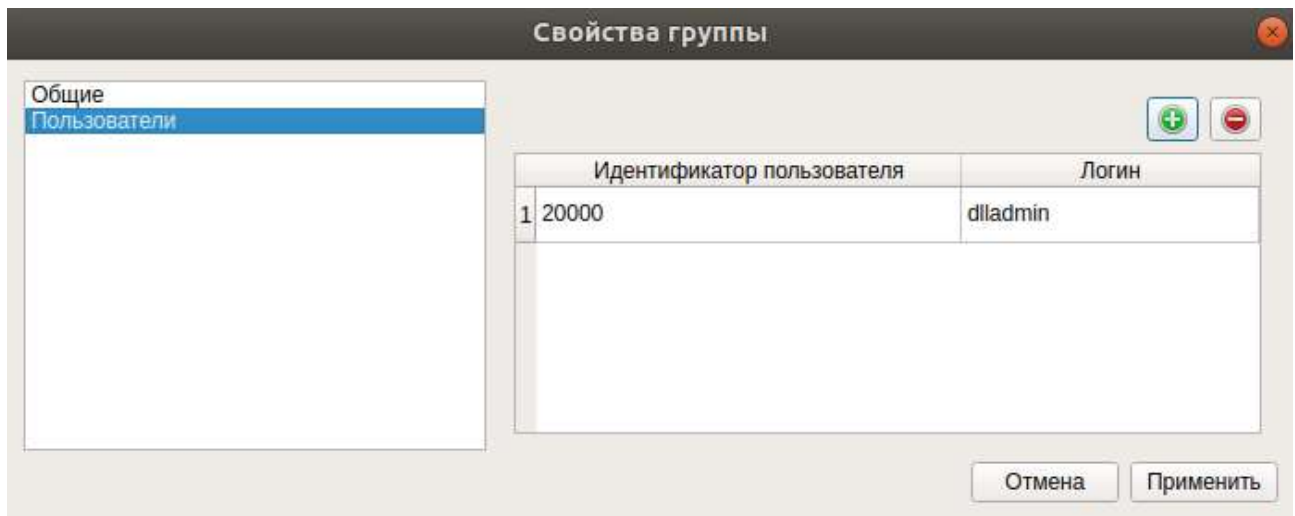 Свойства группы
Общие
Пользователи
Идентификатор пользователя Логин
1 20000 dlladmin
Отмена Применить